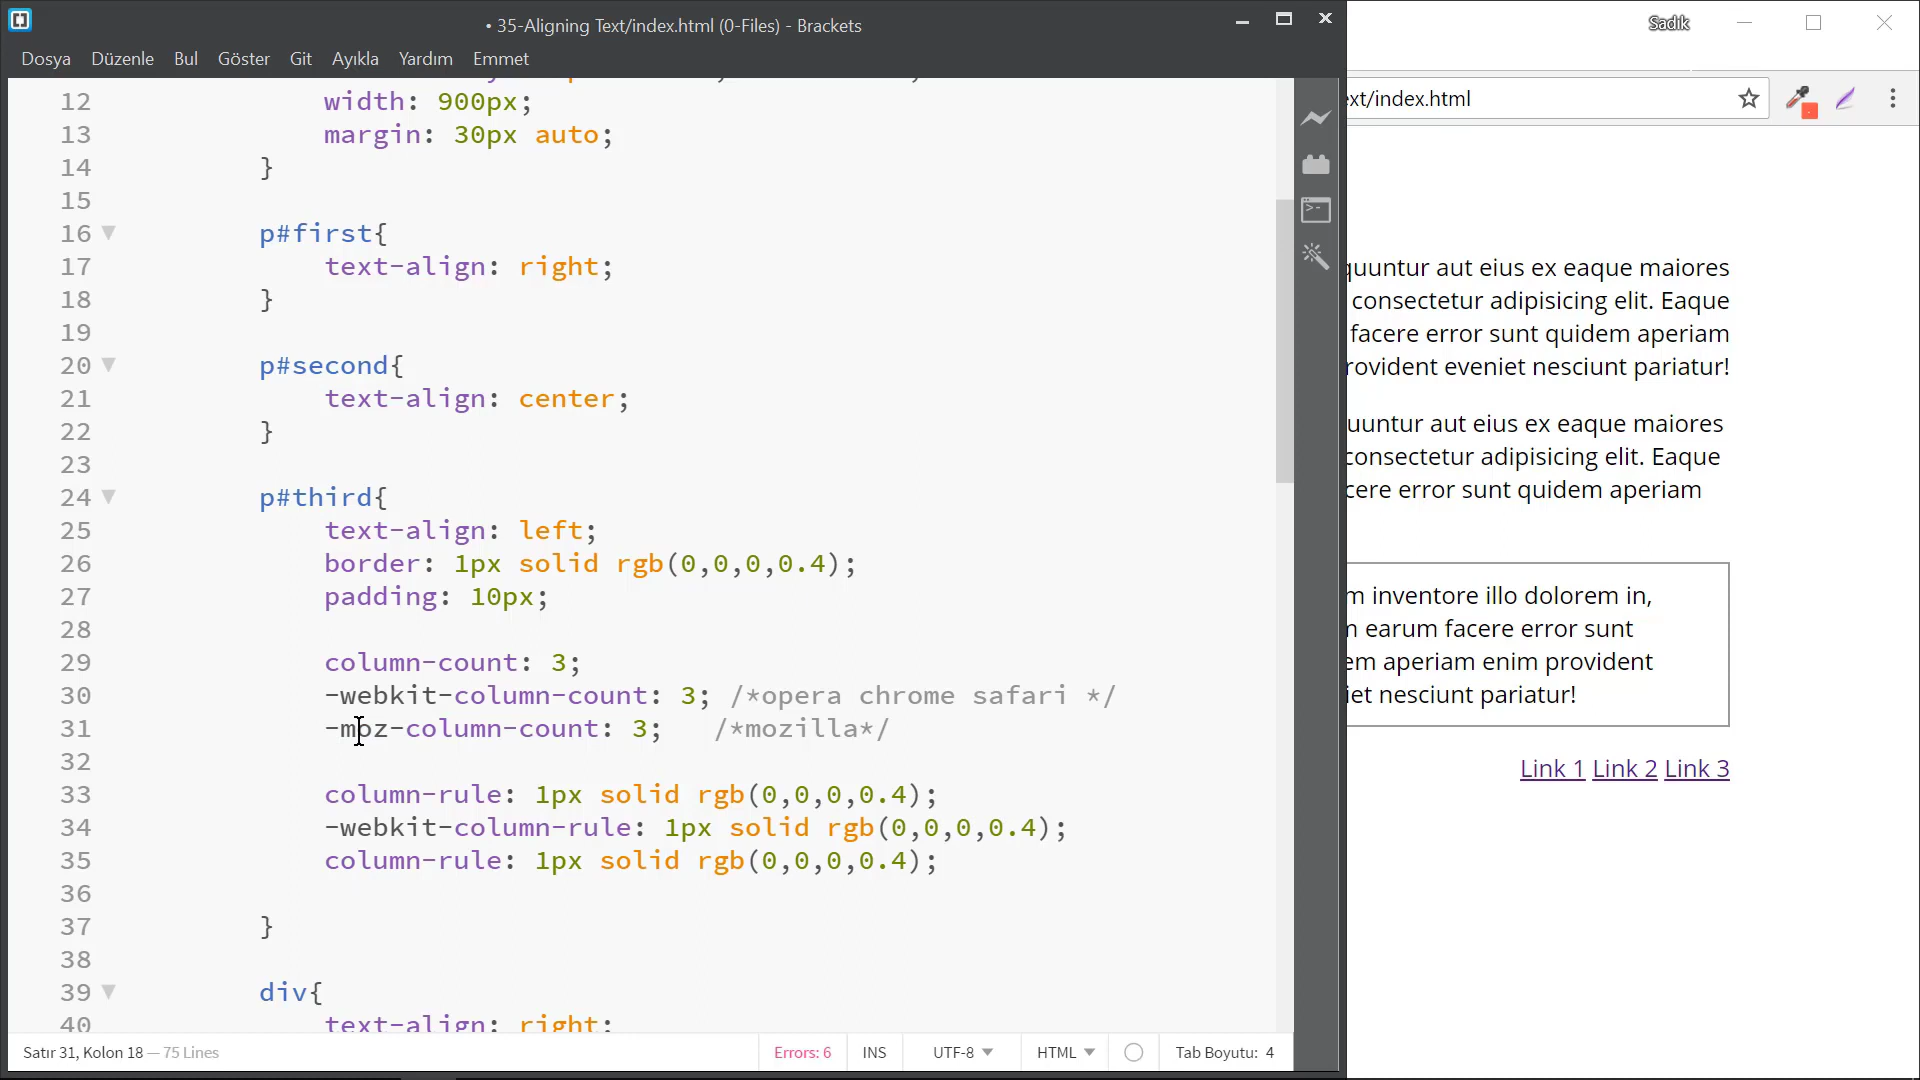 • 35-Aligning Text/index.html (0-Files) - Brackets
Sadık
Dosya Düzenle Bul Göster Git Ayıkla Yardım Emmet
ext/index.html
12 width: 900px;
13 margin: 30px auto;
14 }
15
16 p#first{
17 text-align: right;
18 }
19
20 p#second{
21 text-align: center;
22 }
23
24 p#third{
25 text-align: left;
26 border: 1px solid rgb(0,0,0,0.4);
27 padding: 10px;
28
29 column-count: 3;
30 -webkit-column-count: 3; /*opera chrome safari */
31 -moz-column-count: 3; /*mozilla*/
32
33 column-rule: 1px solid rgb(0,0,0,0.4);
34 -webkit-column-rule: 1px solid rgb(0,0,0,0.4);
35 column-rule: 1px solid rgb(0,0,0,0.4);
36
37 }
38
39 div{
40 text-align: right;
Satır 31, Kolon 18 — 75 Lines
Errors: 6 INS UTF-8 HTML Tab Boyutu: 4
quuntur aut eius ex eaque maiores
consectetur adipisicing elit. Eaque
facere error sunt quidem aperiam
rovident eveniet nesciunt pariatur!
uuntur aut eius ex eaque maiores
consectetur adipisicing elit. Eaque
cere error sunt quidem aperiam
m inventore illo dolorem in,
n earum facere error sunt
em aperiam enim provident
iet nesciunt pariatur!
Link 1 Link 2 Link 3